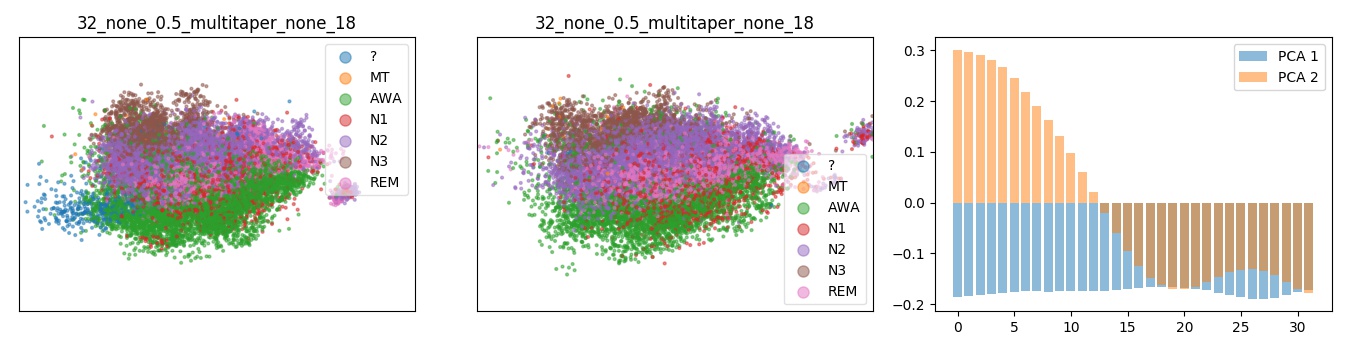 32_none_0.5_multitaper_none_18
?
MT
AWA
N1
N2
N3
REM
32_none_0.5_multitaper_none_18
?
MT
AWA
N1
N2
N3
REM
PCA 1
PCA 2
0.3
0.2
0.1
0.0
−0.1
−0.2
0 5 10 15 20 25 30